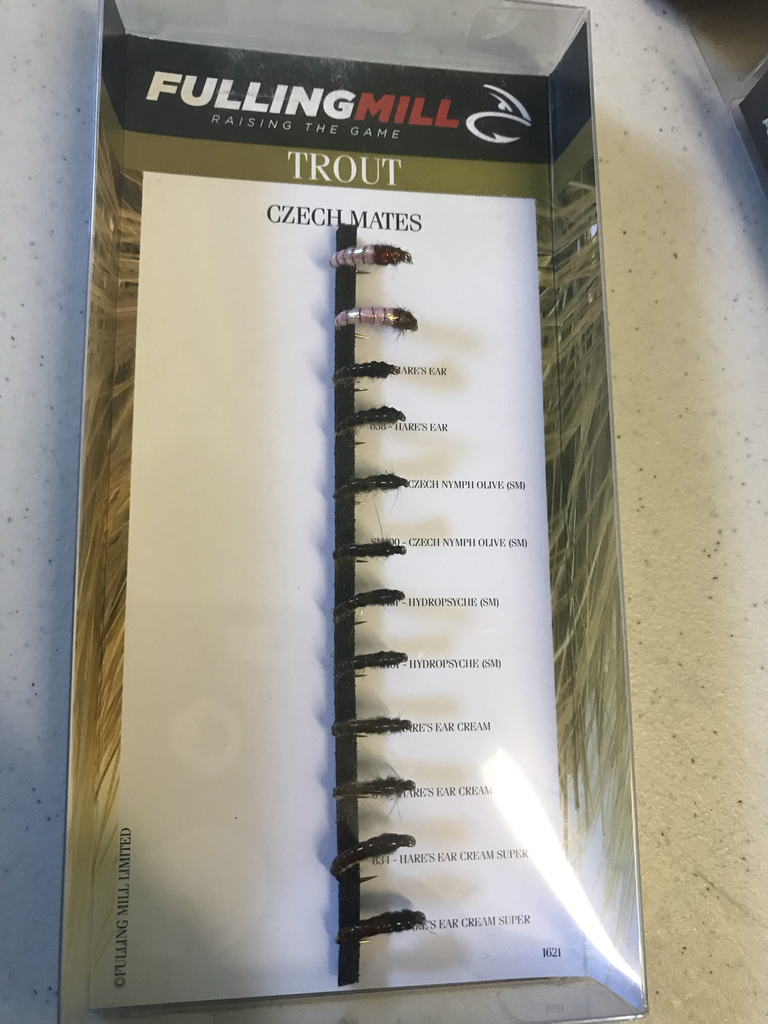 FULLINGMILL
RAISING THE GAME
TROUT
CZECH MATES
HARE'S EAR
838 - HARE'S EAR
CZECH NYMPH OLIVE (SM)
- CZECH NYMPH OLIVE (SM)
- HYDROPSYCHE (SM)
- HYDROPSYCHE (SM)
EAR CREAM
HARE'S EAR CREAM
834 - HARE'S EAR CREAM SUPER
EAR CREAM SUPER
1621
©FULLING MILL LIMITED